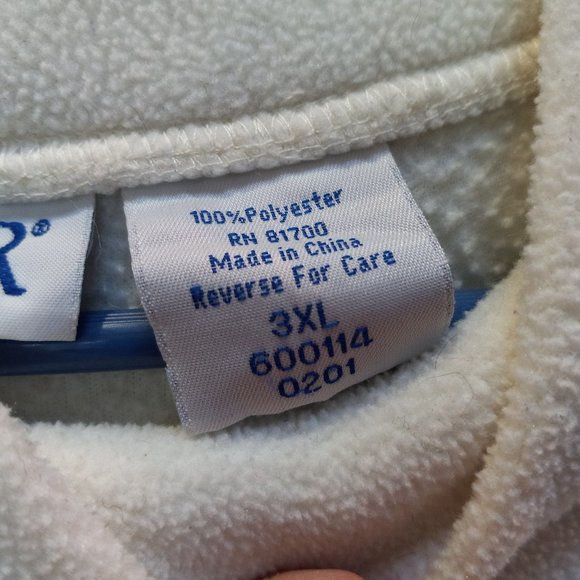 R®
100%Polyester
RN 81700
Made in China
Reverse For Care
3XL
600114
0201